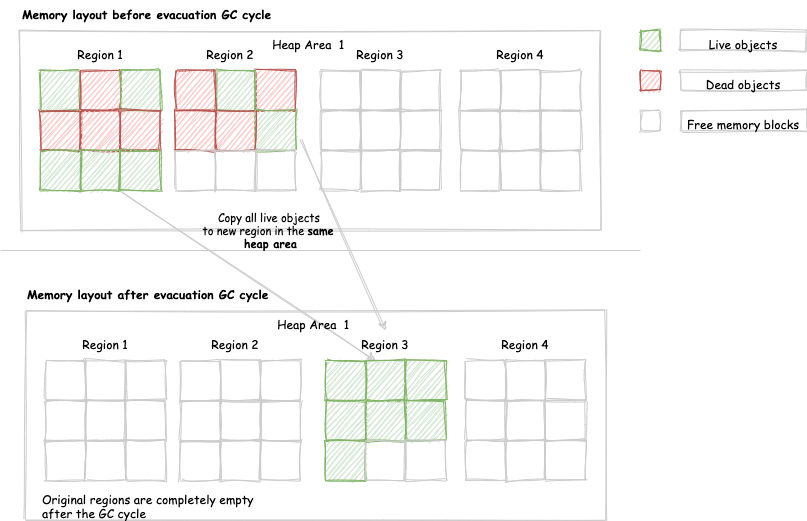 Memory layout before evacuation GC cycle
Heap Area 1
Region 1
Region 2
Region 3
Region 4
Live objects
Dead objects
Free memory blocks
Copy all live objects
to new region in the same
heap area
Memory layout after evacuation GC cycle
Heap Area 1
Region 1
Region 2
Region 3
Region 4
Original regions are completely empty
after the GC cycle